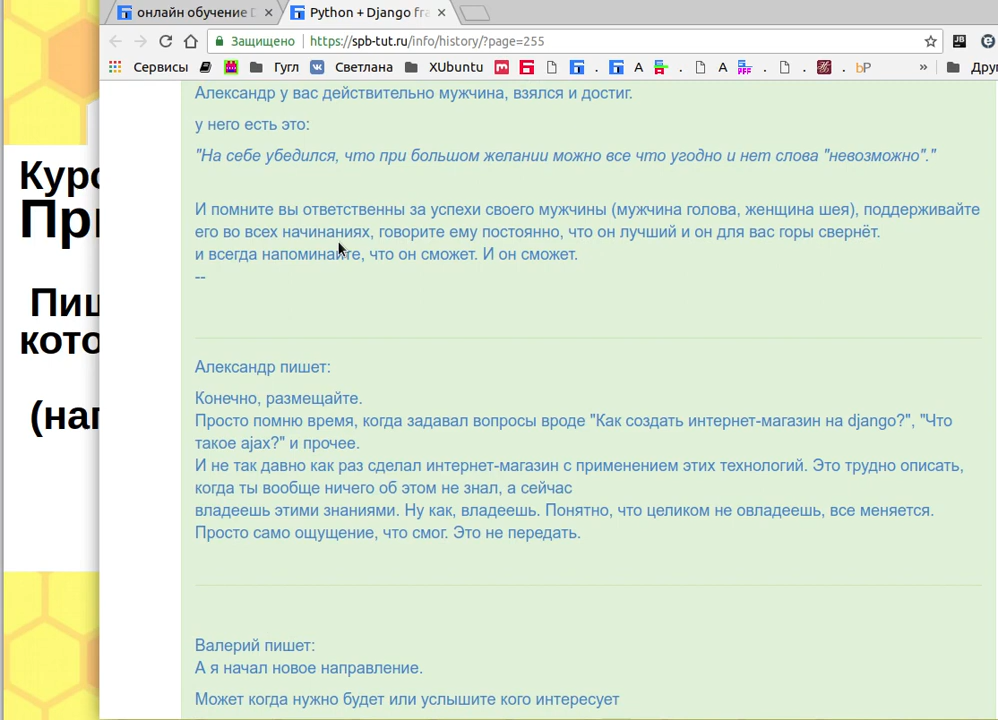 онлайн обучение D
Python + Django fra
Защищено
https://spb-tut.ru/info/history/?page=255
Сервисы
Гугл
Светлана
XUbuntu
A
A
bP
»
Друг
Александр у вас действительно мужчина, взялся и достиг.
у него есть это:
"На себе убедился, что при большом желании можно все что угодно и нет слова "невозможно"."
И помните вы ответственны за успехи своего мужчины (мужчина голова, женщина шея), поддерживайте
его во всех начинаниях, говорите ему постоянно, что он лучший и он для вас горы свернёт.
и всегда напоминайте, что он сможет. И он сможет.
--
Александр пишет:
Конечно, размещайте.
Просто помню время, когда задавал вопросы вроде "Как создать интернет-магазин на django?", "Что
такое ajax?" и прочее.
И не так давно как раз сделал интернет-магазин с применением этих технологий. Это трудно описать,
когда ты вообще ничего об этом не знал, а сейчас
владеешь этими знаниями. Ну как, владеешь. Понятно, что целиком не овладеешь, все меняется.
Просто само ощущение, что смог. Это не передать.
Валерий пишет:
А я начал новое направление.
Может когда нужно будет или услышите кого интересует
Курс
При
Пиш
кото
(нап